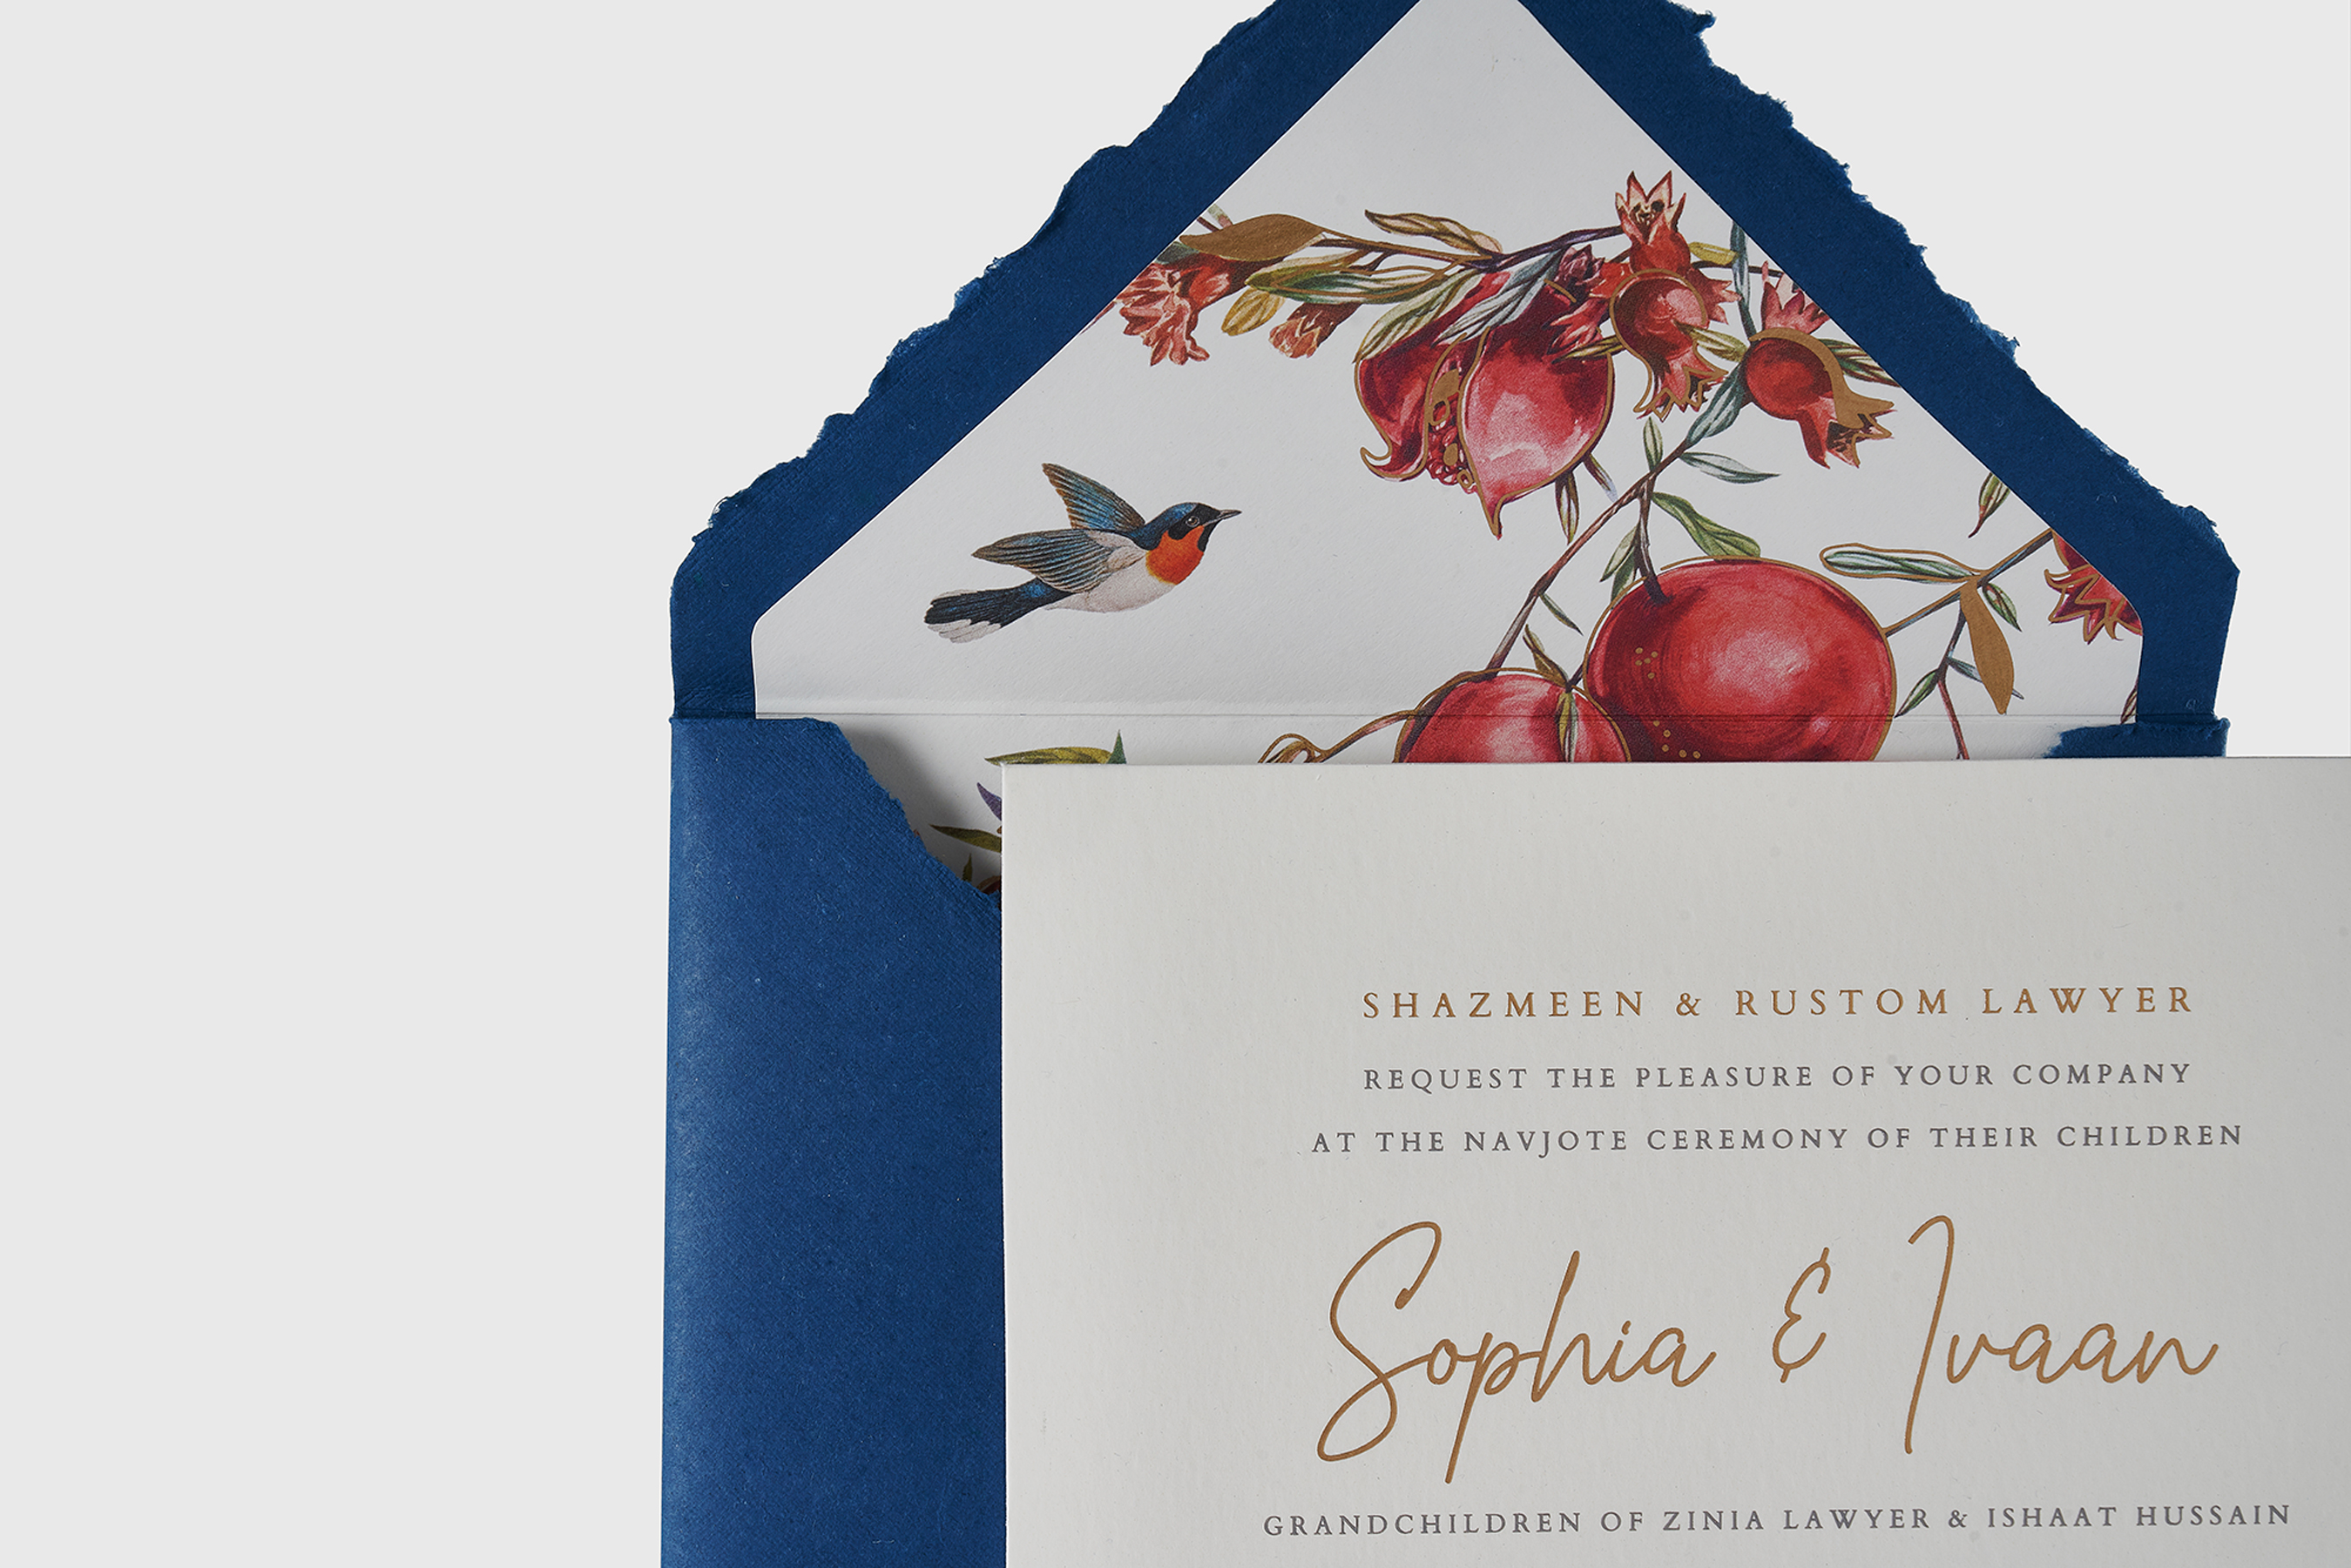 SHAZMEEN & RUSTOM LAWYER
REQUEST THE PLEASURE OF YOUR COMPANY
AT THE NAVJOTE CEREMONY OF THEIR CHILDREN
Sophia & Ivaan
GRANDCHILDREN OF ZINIA LAWYER & ISHAAT HUSSAIN